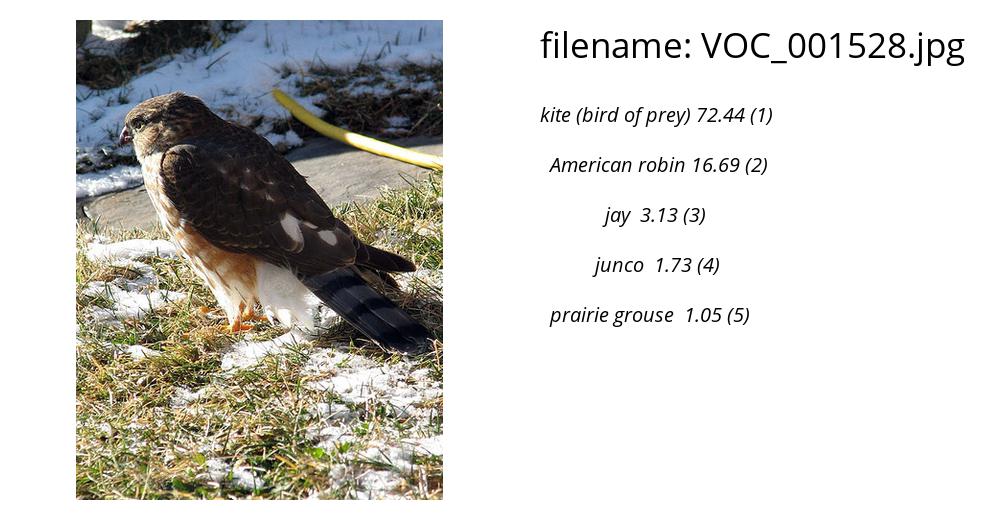 filename: VOC_001528.jpg
kite (bird of prey) 72.44 (1)
American robin 16.69 (2)
jay 3.13 (3)
junco 1.73 (4)
prairie grouse 1.05 (5)